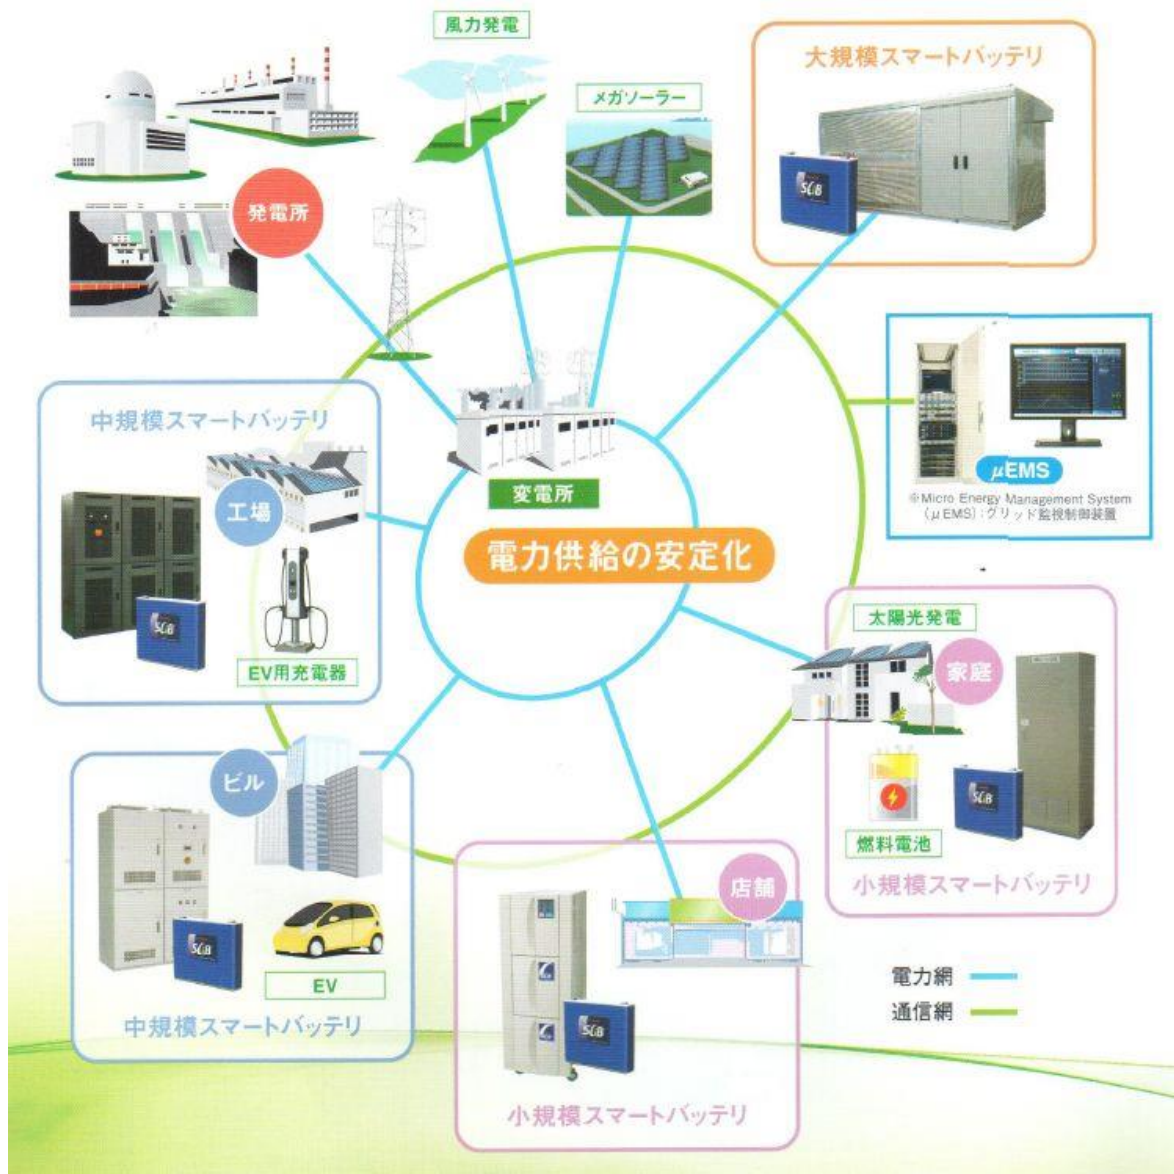 風力発電
メガソーラー
大規模スマートバッテリ
SCiB
発電所
中規模スマートバッテリ
工場
SCiB
EV用充電器
変電所
電力供給の安定化
μEMS
※Micro Energy Management System
(μEMS):グリッド監視制御装置
太陽光発電
家庭
SCiB
燃料電池
小規模スマートバッテリ
ビル
SCiB
EV
中規模スマートバッテリ
店舗
SCiB
小規模スマートバッテリ
電力網
通信網